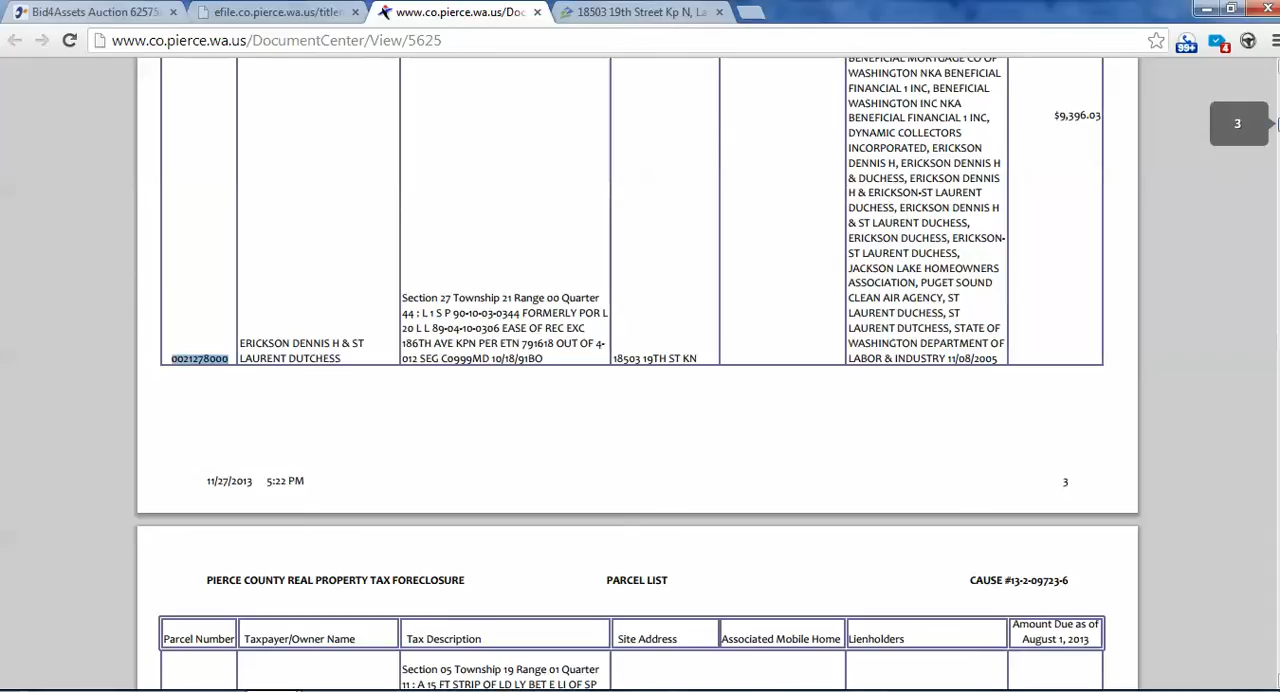 Bid4Assets Auction 62575
efile.co.pierce.wa.us/title
www.co.pierce.wa.us/Doc
18503 19th Street Kp N, La
www.co.pierce.wa.us/DocumentCenter/View/5625
99+
4
3
BENEFICIAL MORTGAGE CO OF
WASHINGTON NKA BENEFICIAL
FINANCIAL 1 INC, BENEFICIAL
WASHINGTON INC NKA
BENEFICIAL FINANCIAL 1 INC,
DYNAMIC COLLECTORS
INCORPORATED, ERICKSON
DENNIS H, ERICKSON DENNIS H
& DUCHESS, ERICKSON DENNIS
H & ERICKSON-ST LAURENT
DUCHESS, ERICKSON DENNIS H
& ST LAURENT DUCHESS,
ERICKSON DUCHESS, ERICKSON-
ST LAURENT DUCHESS,
JACKSON LAKE HOMEOWNERS
ASSOCIATION, PUGET SOUND
CLEAN AIR AGENCY, ST
LAURENT DUCHESS, ST
LAURENT DUTCHESS, STATE OF
WASHINGTON DEPARTMENT OF
LABOR & INDUSTRY 11/08/2005
$9,396.03
0021278000
ERICKSON DENNIS H & ST
LAURENT DUTCHESS
Section 27 Township 21 Range 00 Quarter
44 : L 1 S P 90-10-03-0344 FORMERLY POR L
20 L L 89-04-10-0306 EASE OF REC EXC
186TH AVE KPN PER ETN 791618 OUT OF 4-
012 SEG C0999MD 10/18/91BO
18503 19TH ST KN
11/27/2013 5:22 PM
3
PIERCE COUNTY REAL PROPERTY TAX FORECLOSURE
PARCEL LIST
CAUSE #13-2-09723-6
Parcel Number
Taxpayer/Owner Name
Tax Description
Site Address
Associated Mobile Home
Lienholders
Amount Due as of
August 1, 2013
Section 05 Township 19 Range 01 Quarter
11 : A 15 FT STRIP OF LD LY BET E LI OF SP